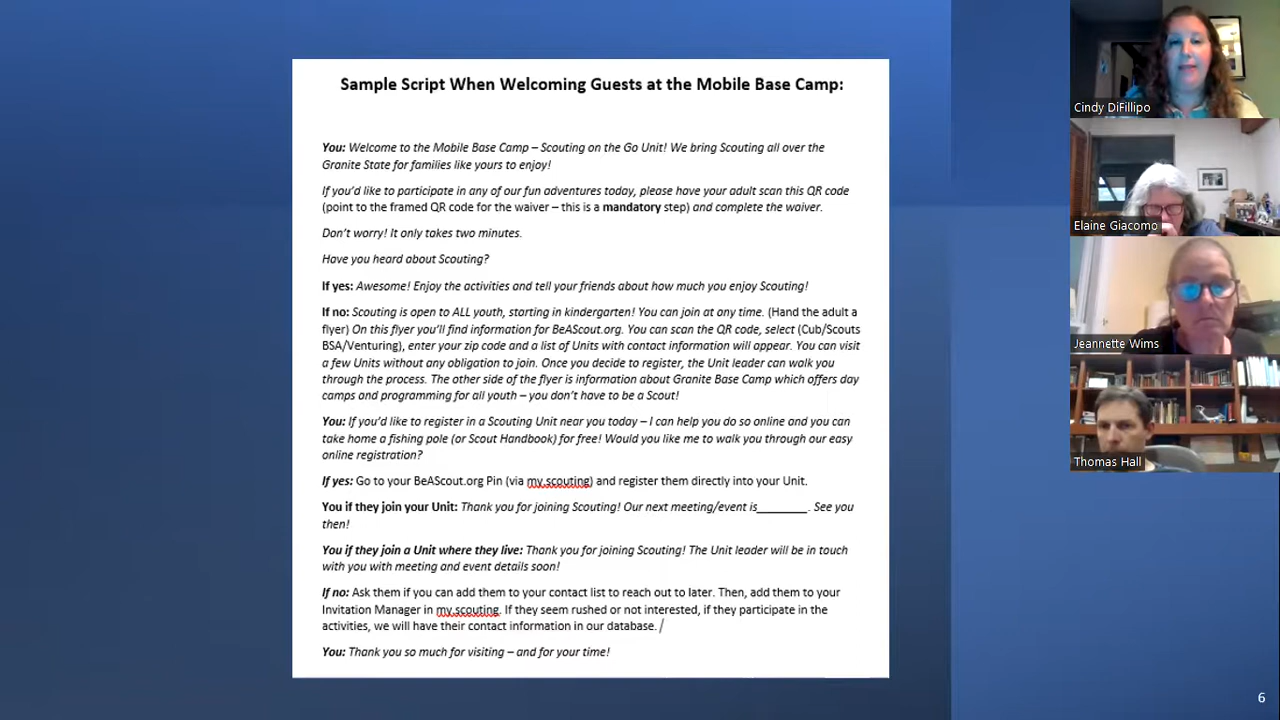 Sample Script When Welcoming Guests at the Mobile Base Camp:
You: Welcome to the Mobile Base Camp – Scouting on the Go Unit! We bring Scouting all over the
Granite State for families like yours to enjoy!
If you'd like to participate in any of our fun adventures today, please have your adult scan this QR code
(point to the framed QR code for the waiver – this is a mandatory step) and complete the waiver.
Don't worry! It only takes two minutes.
Have you heard about Scouting?
If yes: Awesome! Enjoy the activities and tell your friends about how much you enjoy Scouting!
If no: Scouting is open to ALL youth, starting in kindergarten! You can join at any time. (Hand the adult a
flyer) On this flyer you'll find information for BeAScout.org. You can scan the QR code, select (Cub/Scouts
BSA/Venturing), enter your zip code and a list of Units with contact information will appear. You can visit
a few Units without any obligation to join. Once you decide to register, the Unit leader can walk you
through the process. The other side of the flyer is information about Granite Base Camp which offers day
camps and programming for all youth – you don't have to be a Scout!
You: If you'd like to register in a Scouting Unit near you today – I can help you do so online and you can
take home a fishing pole (or Scout Handbook) for free! Would you like me to walk you through our easy
online registration?
If yes: Go to your BeAScout.org Pin (via my.scouting) and register them directly into your Unit.
You if they join your Unit: Thank you for joining Scouting! Our next meeting/event is________. See you
then!
You if they join a Unit where they live: Thank you for joining Scouting! The Unit leader will be in touch
with you with meeting and event details soon!
If no: Ask them if you can add them to your contact list to reach out to later. Then, add them to your
Invitation Manager in my.scouting. If they seem rushed or not interested, if they participate in the
activities, we will have their contact information in our database. /
You: Thank you so much for visiting – and for your time!
Cindy DiFillipo
Elaine Giacomo
Jeannette Wims
Thomas Hall
6